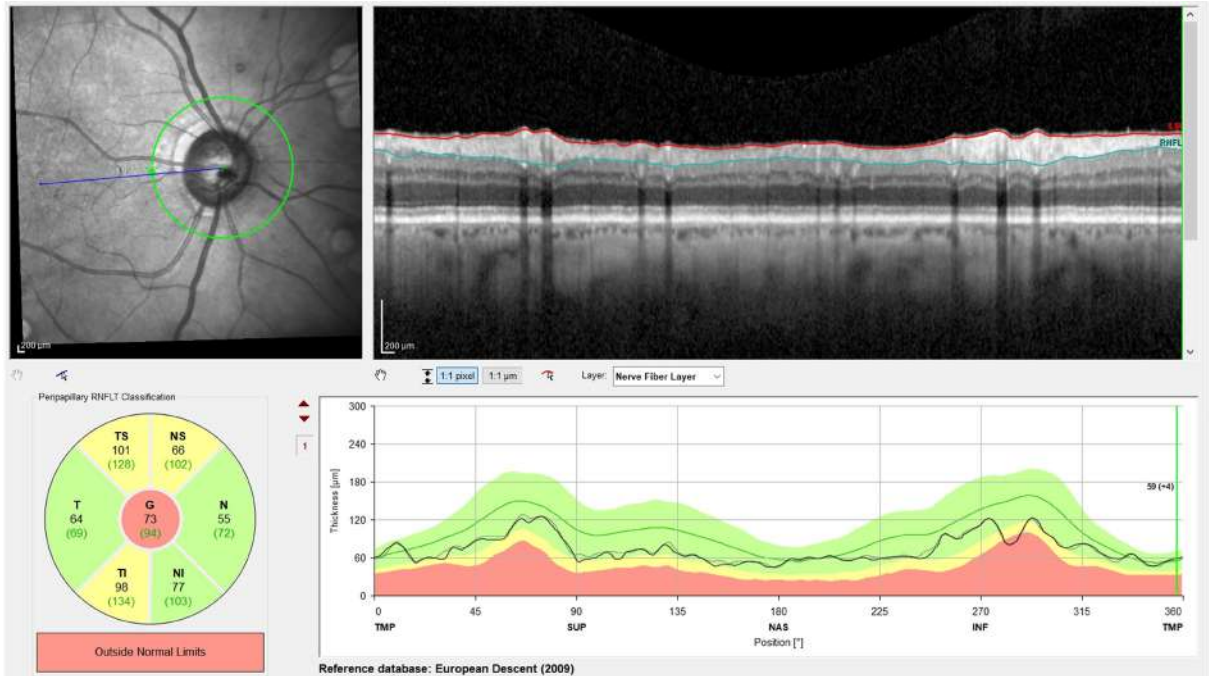 200 µm
ILM
RNFL
200 µm
1:1 pixel 1:1 µm Layer: Nerve Fiber Layer
Peripapillary RNFLT Classification
TS
101
(128)
NS
66
(102)
T
64
(69)
G
73
(94)
N
55
(72)
TI
98
(134)
NI
77
(103)
Outside Normal Limits
1
Thickness [µm]
300
240
180
120
60
0
59 (+4)
0 45 90 135 180 225 270 315 360
TMP SUP NAS INF TMP
Position [°]
Reference database: European Descent (2009)